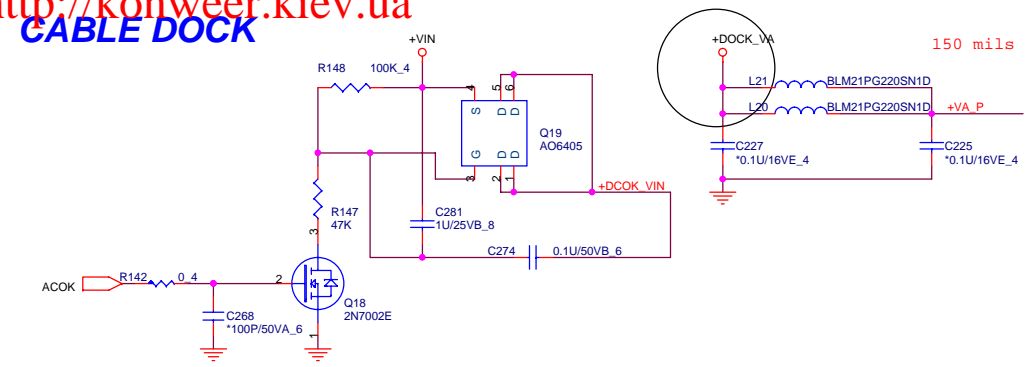 http://konweer.kiev.ua
CABLE DOCK
+VIN
+DOCK_VA
150 mils
R148
100K_4
L21
BLM21PG220SN1D
L20
BLM21PG220SN1D
+VA_P
4
5
6
S
D
D
Q19
AO6405
G
D
D
3
2
1
C227
*0.1U/16VE_4
C225
*0.1U/16VE_4
+DCOK_VIN
R147
47K
C281
1U/25VB_8
3
C274
0.1U/50VB_6
ACOK
R142
0_4
2
Q18
2N7002E
C268
*100P/50VA_6
1